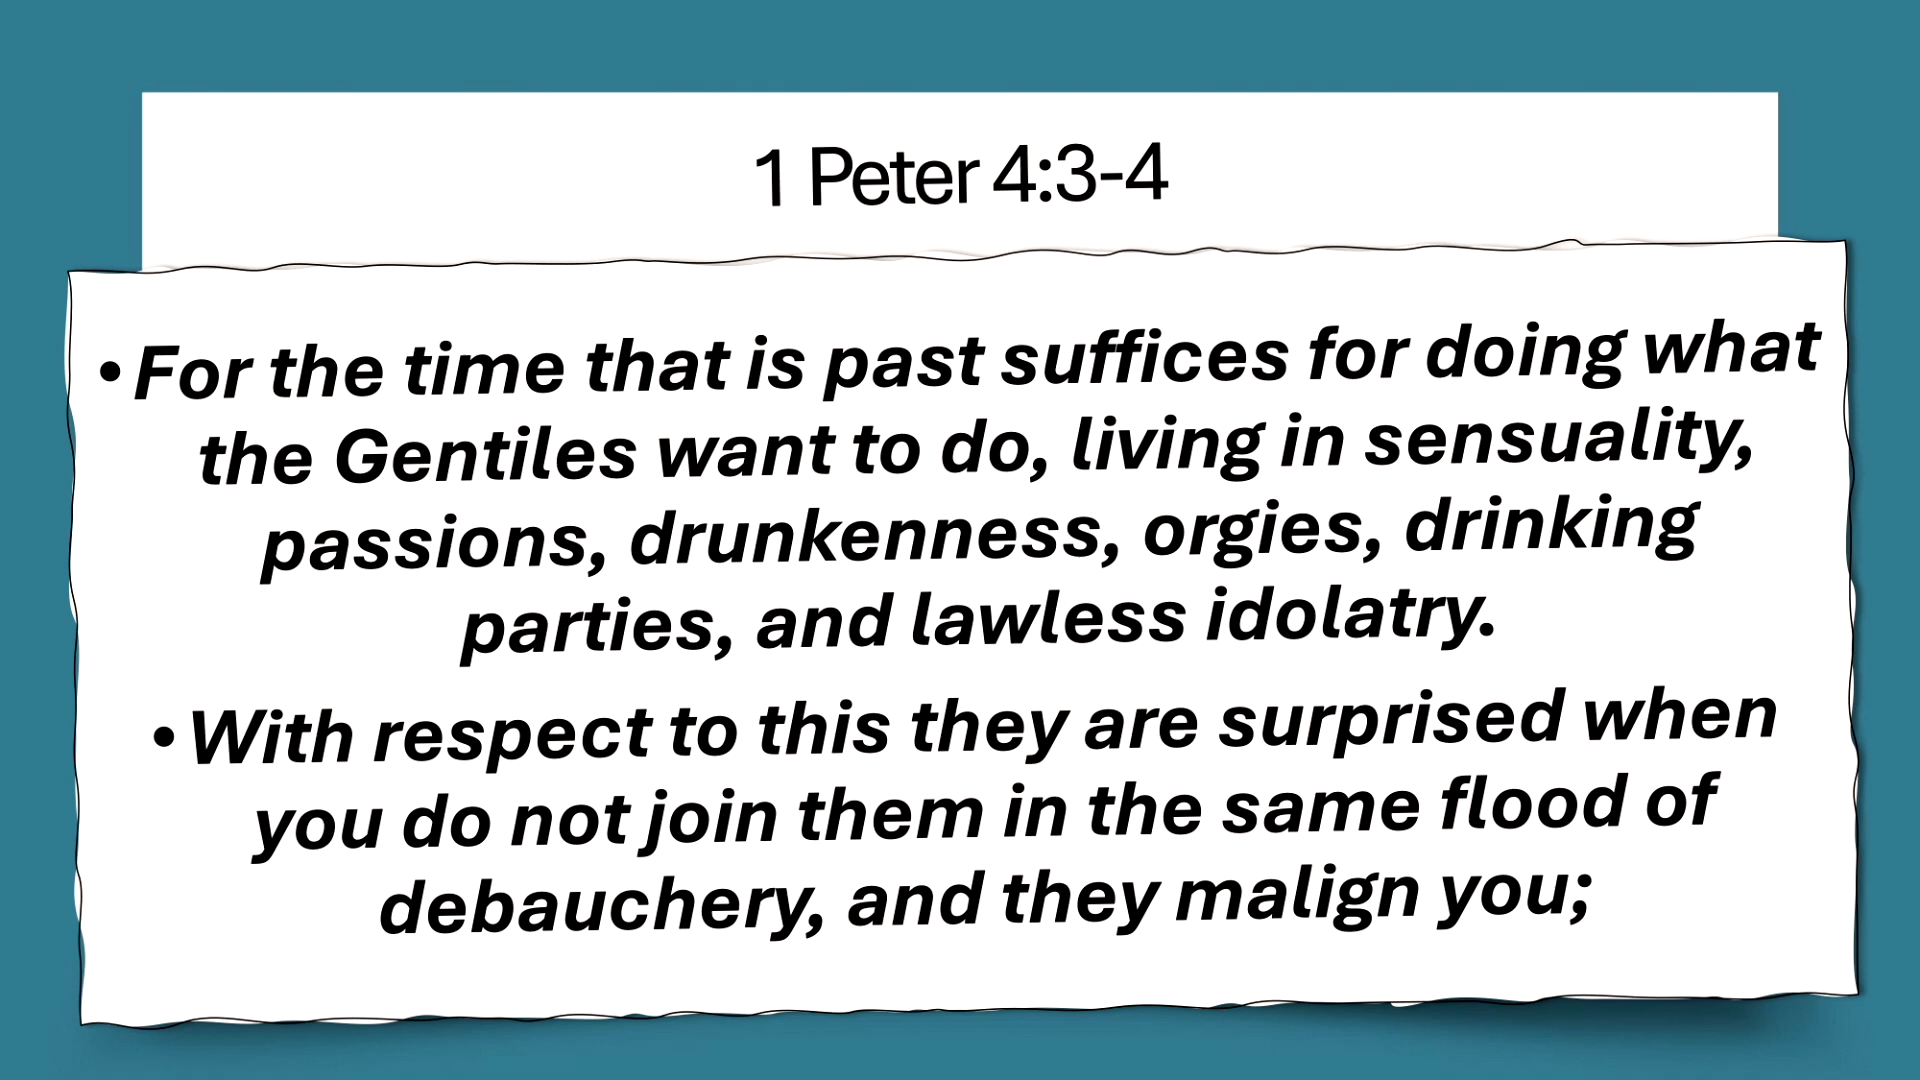 1 Peter 4:3-4
• For the time that is past suffices for doing what
the Gentiles want to do, living in sensuality,
passions, drunkenness, orgies, drinking
parties, and lawless idolatry.
• With respect to this they are surprised when
you do not join them in the same flood of
debauchery, and they malign you;